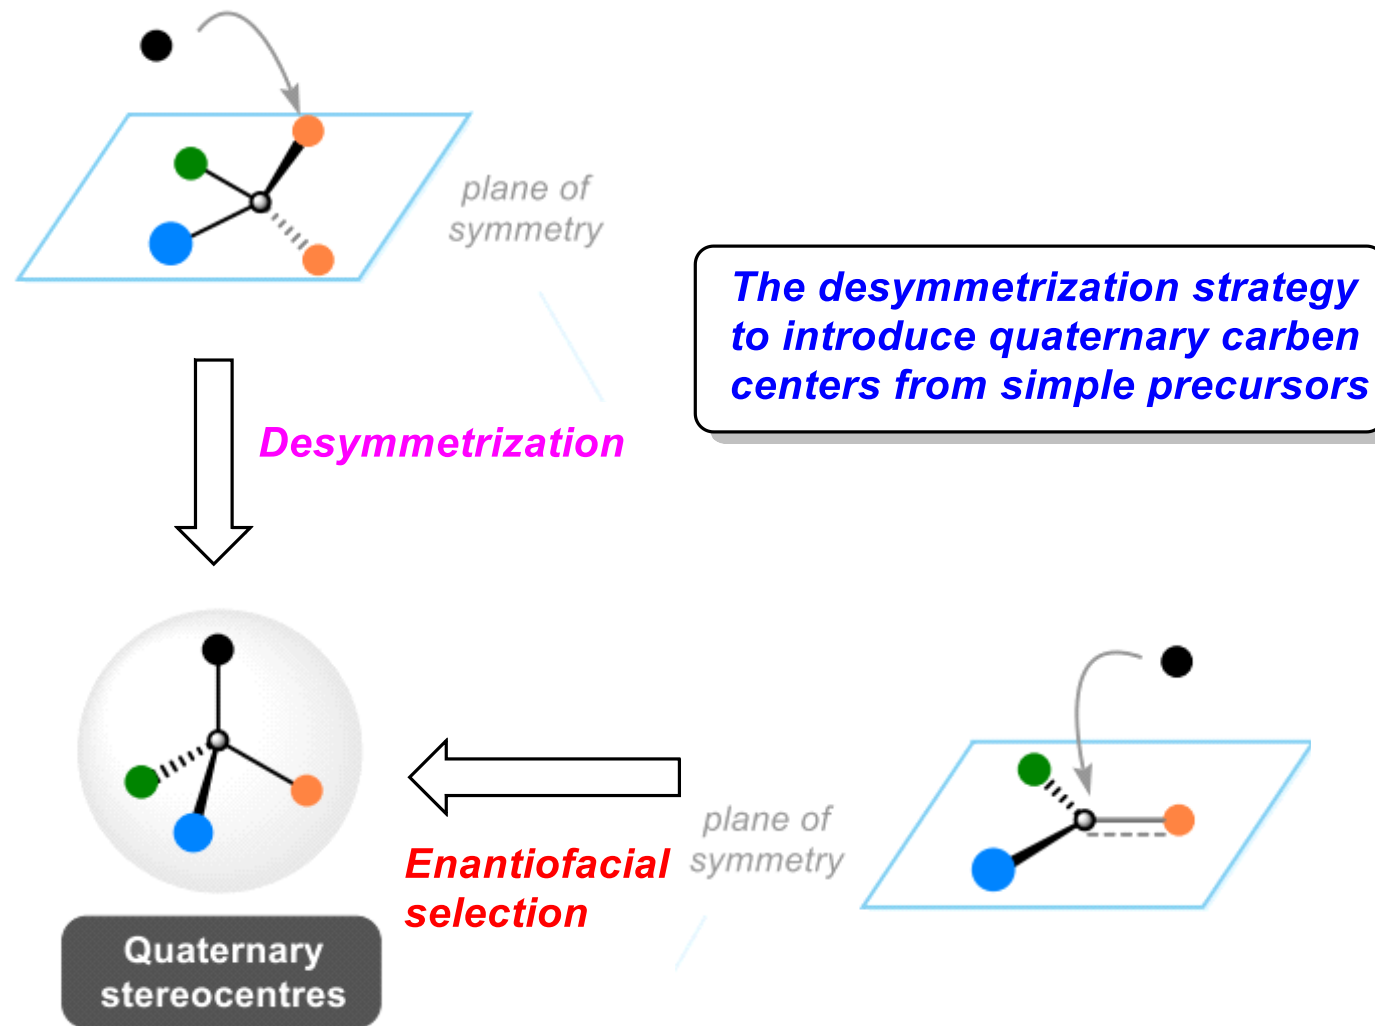 plane of
symmetry
The desymmetrization strategy
to introduce quaternary carben
centers from simple precursors
Desymmetrization
plane of
symmetry
Enantiofacial
selection
Quaternary
stereocentres